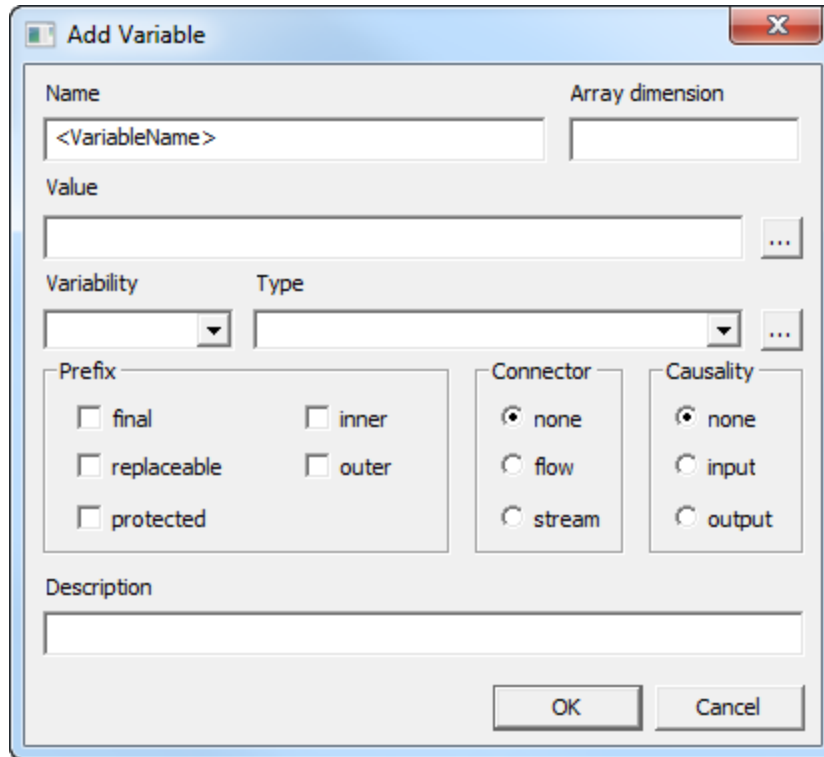 Add Variable
Name Array dimension
<VariableName>
Value
...
Variability Type
...
Prefix Connector Causality
final inner none none
replaceable outer flow input
protected stream output
Description
OK Cancel